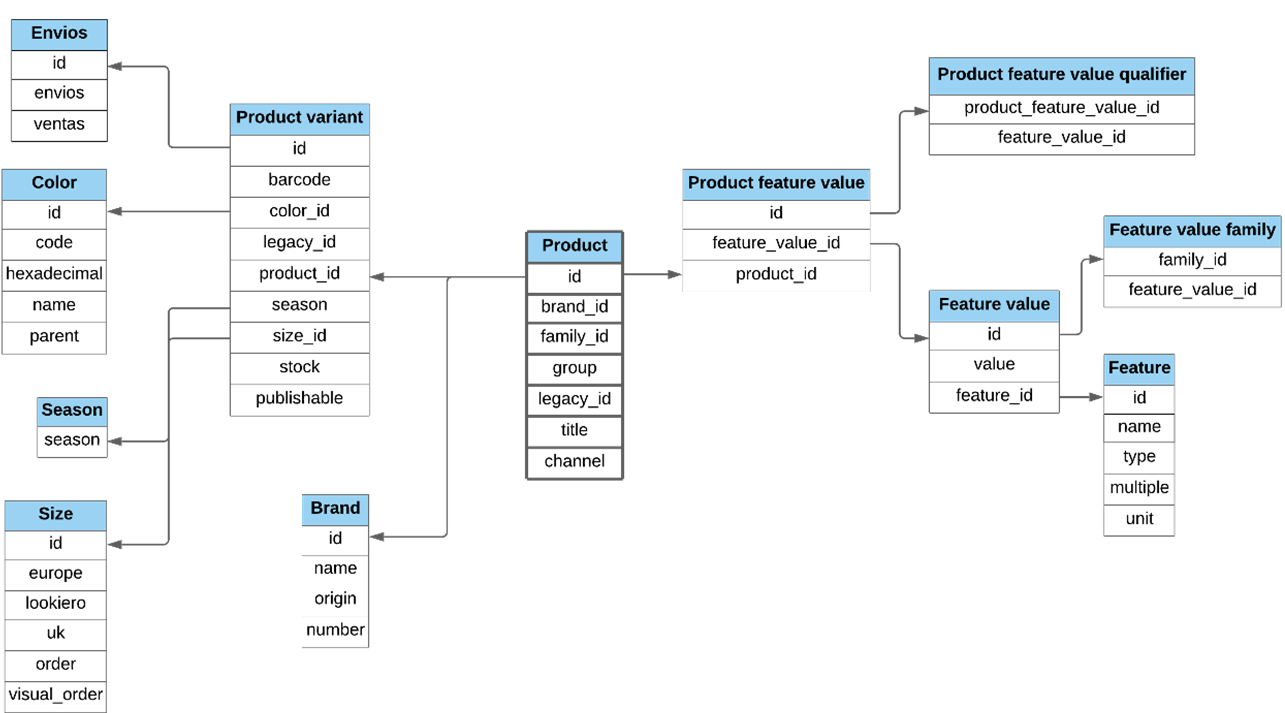 Envios
id
envios
ventas
Color
id
code
hexadecimal
name
parent
Season
season
Size
id
europe
lookiero
uk
order
visual_order
Product variant
id
barcode
color_id
legacy_id
product_id
season
size_id
stock
publishable
Brand
id
name
origin
number
Product
id
brand_id
family_id
group
legacy_id
title
channel
Product feature value
id
feature_value_id
product_id
Product feature value qualifier
product_feature_value_id
feature_value_id
Feature value
id
value
feature_id
Feature value family
family_id
feature_value_id
Feature
id
name
type
multiple
unit